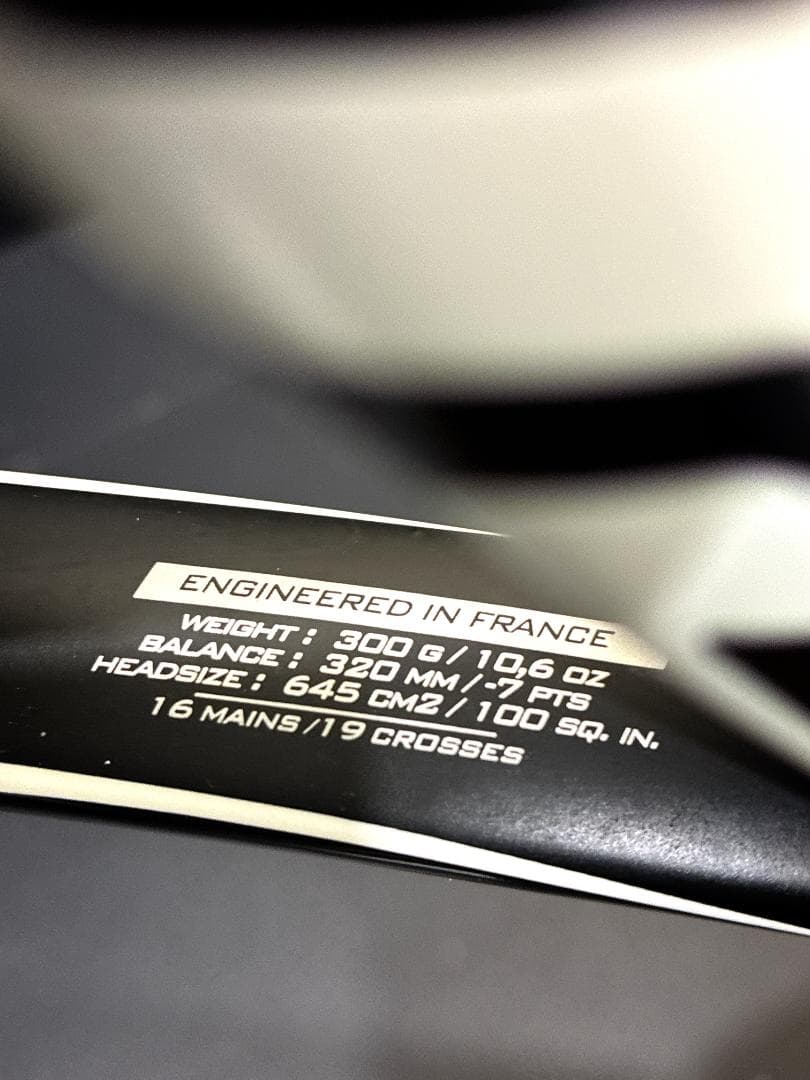 ENGINEERED IN FRANCE
WEIGHT : 300 G / 10,6 OZ
BALANCE : 320 MM / -7 PTS
HEADSIZE : 645 CM2 / 100 SQ. IN.
16 MAINS / 19 CROSSES